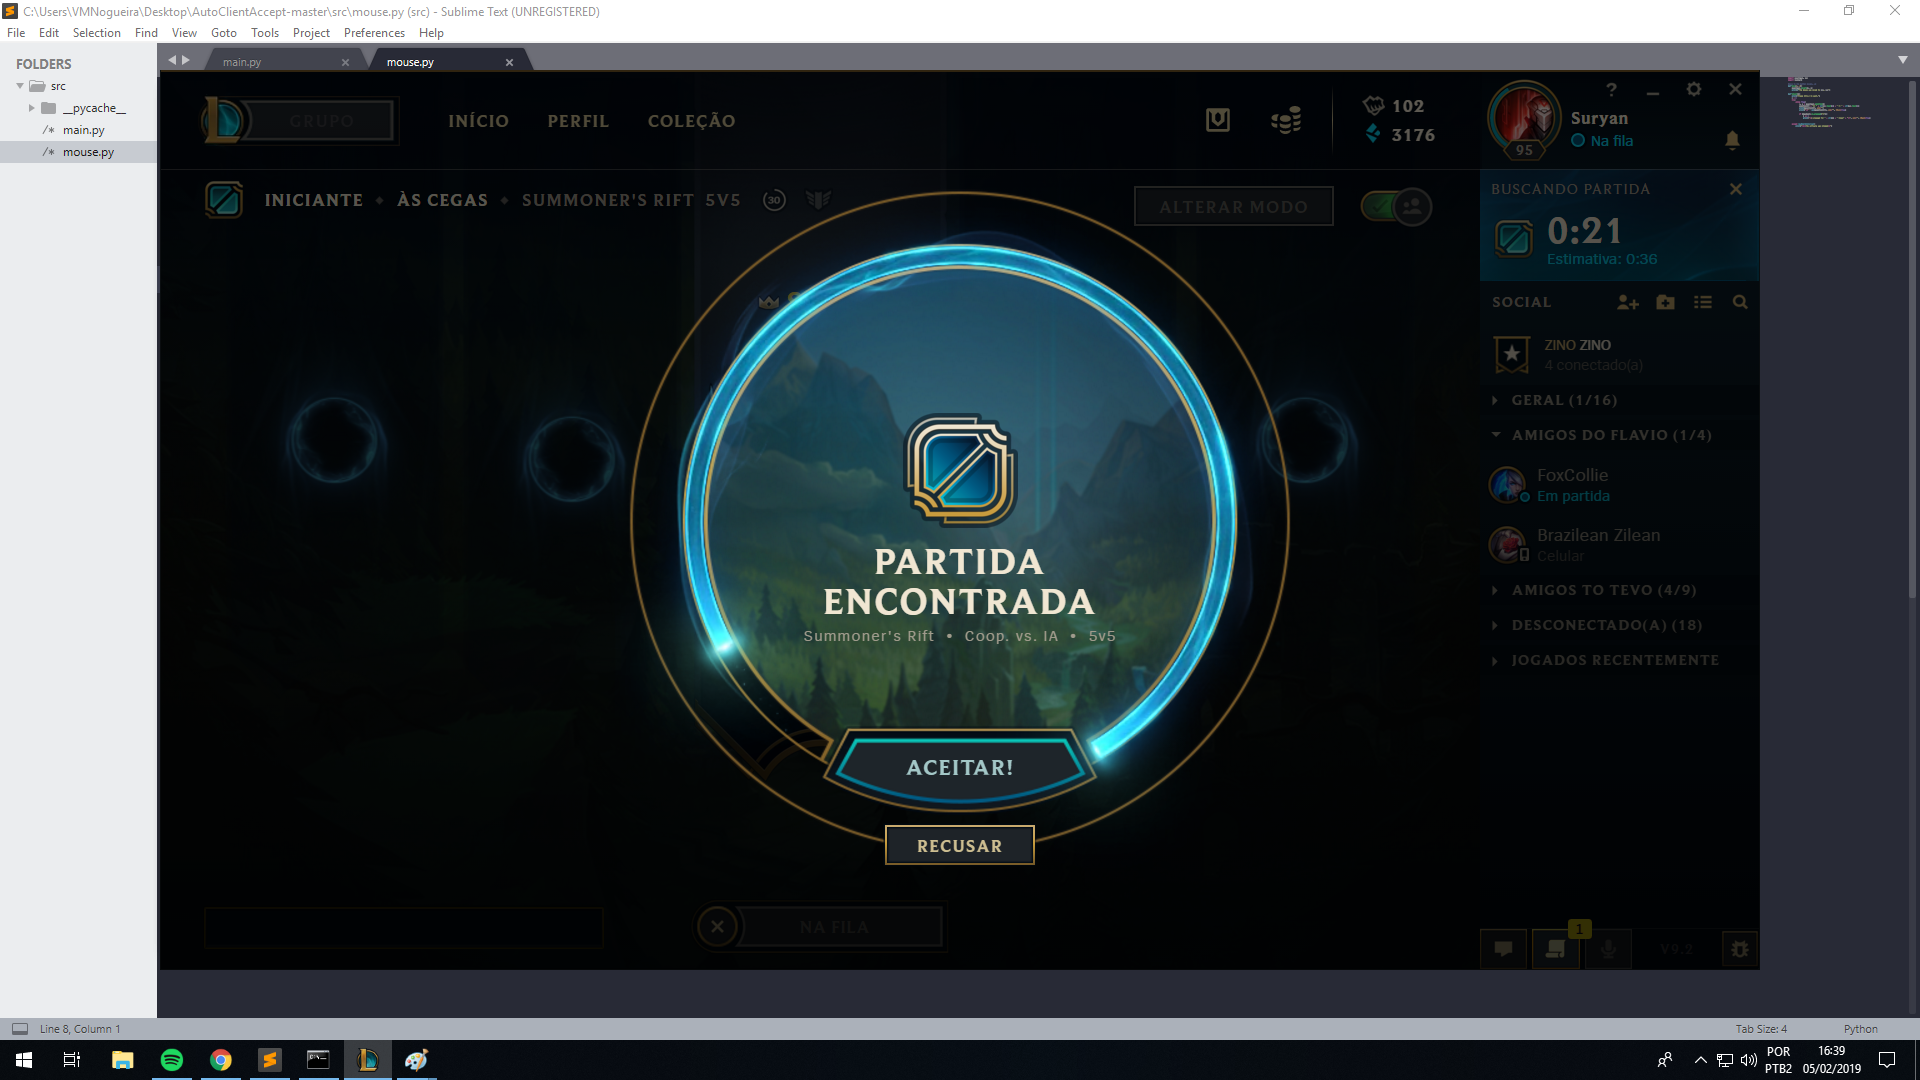 C:\Users\VMNogueira\Desktop\AutoClientAccept-master\src\mouse.py (src) - Sublime Text (UNREGISTERED)
File Edit Selection Find View Goto Tools Project Preferences Help
FOLDERS
src
__pycache__
main.py
mouse.py
main.py
mouse.py
GRUPO
INÍCIO PERFIL COLEÇÃO
102
3176
95
Suryan
Na fila
INICIANTE ÀS CEGAS SUMMONER'S RIFT 5V5 30
ALTERAR MODO
BUSCANDO PARTIDA
0:21
Estimativa: 0:36
SOCIAL
ZINO ZINO
4 conectado(a)
GERAL (1/16)
AMIGOS DO FLAVIO (1/4)
FoxCollie
Em partida
Brazilean Zilean
Celular
AMIGOS TO TEVO (4/9)
DESCONECTADO(A) (18)
JOGADOS RECENTEMENTE
PARTIDA
ENCONTRADA
Summoner's Rift • Coop. vs. IA • 5v5
ACEITAR!
RECUSAR
NA FILA
1
V9.2
Line 8, Column 1
Tab Size: 4
Python
POR
PTB2
16:39
05/02/2019